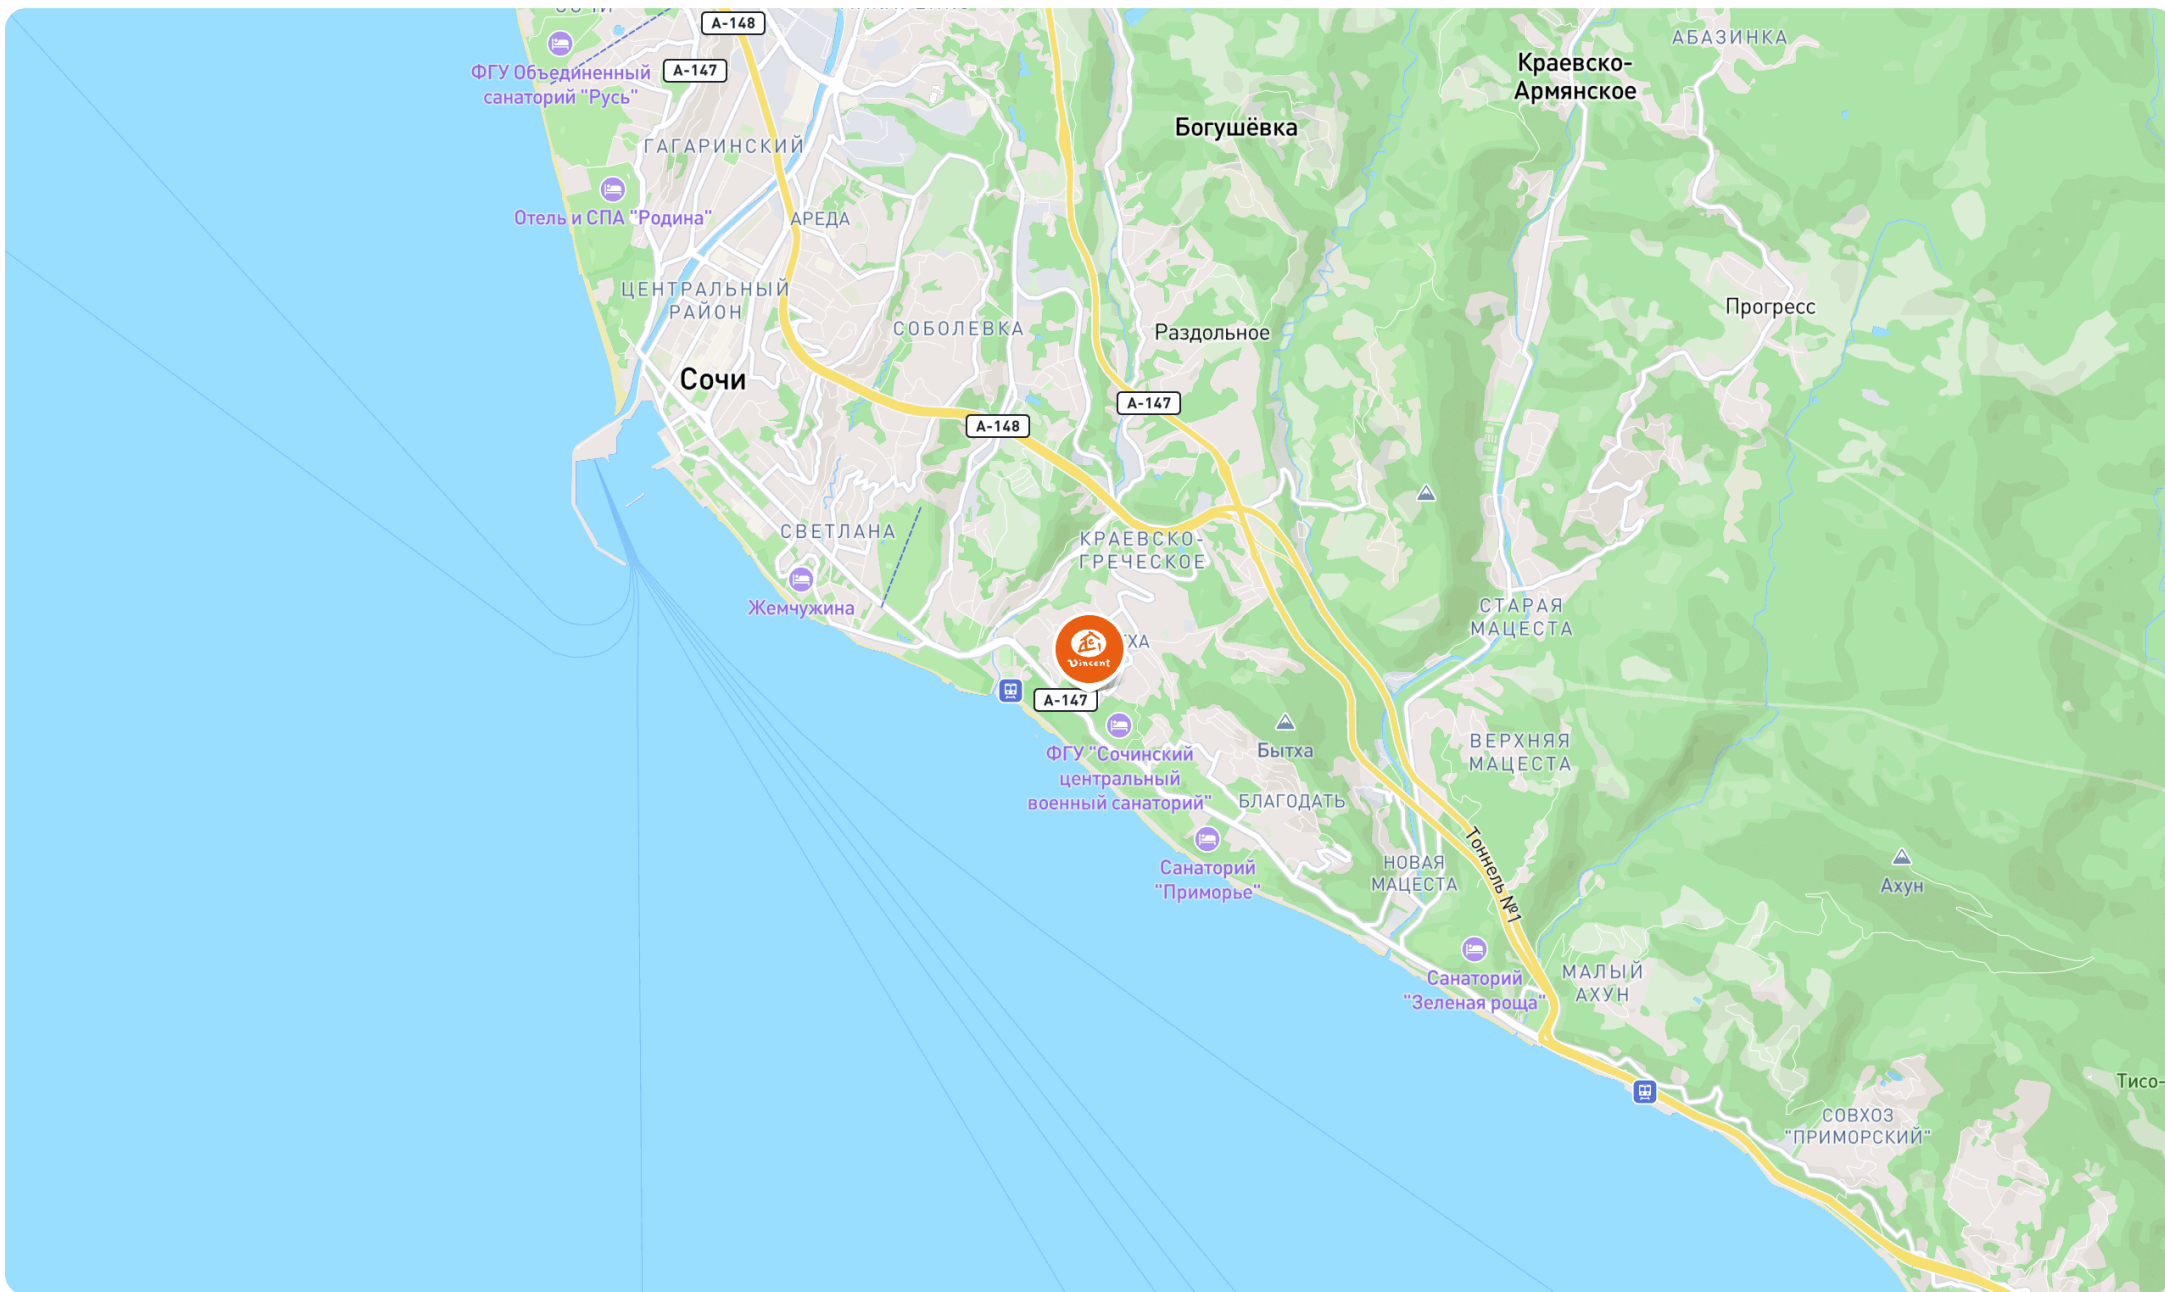 А-148
ФГУ Объединенный
санаторий "Русь"
А-147
АБАЗИНКА
Краевско-
Армянское
Богушёвка
ГАГАРИНСКИЙ
Отель и СПА "Родина"
АРЕДА
ЦЕНТРАЛЬНЫЙ
РАЙОН
СОБОЛЕВКА
Раздольное
Прогресс
Сочи
А-147
А-148
СВЕТЛАНА
КРАЕВСКО-
ГРЕЧЕСКОЕ
Жемчужина
СТАРАЯ
МАЦЕСТА
ТХА
Vincent
А-147
ФГУ "Сочинский
центральный
военный санаторий"
Бытха
ВЕРХНЯЯ
МАЦЕСТА
БЛАГОДАТЬ
Тоннель №1
Санаторий
"Приморье"
НОВАЯ
МАЦЕСТА
Ахун
Санаторий
"Зеленая роща"
МАЛЫЙ
АХУН
Тисо-
СОВХОЗ
"ПРИМОРСКИЙ"